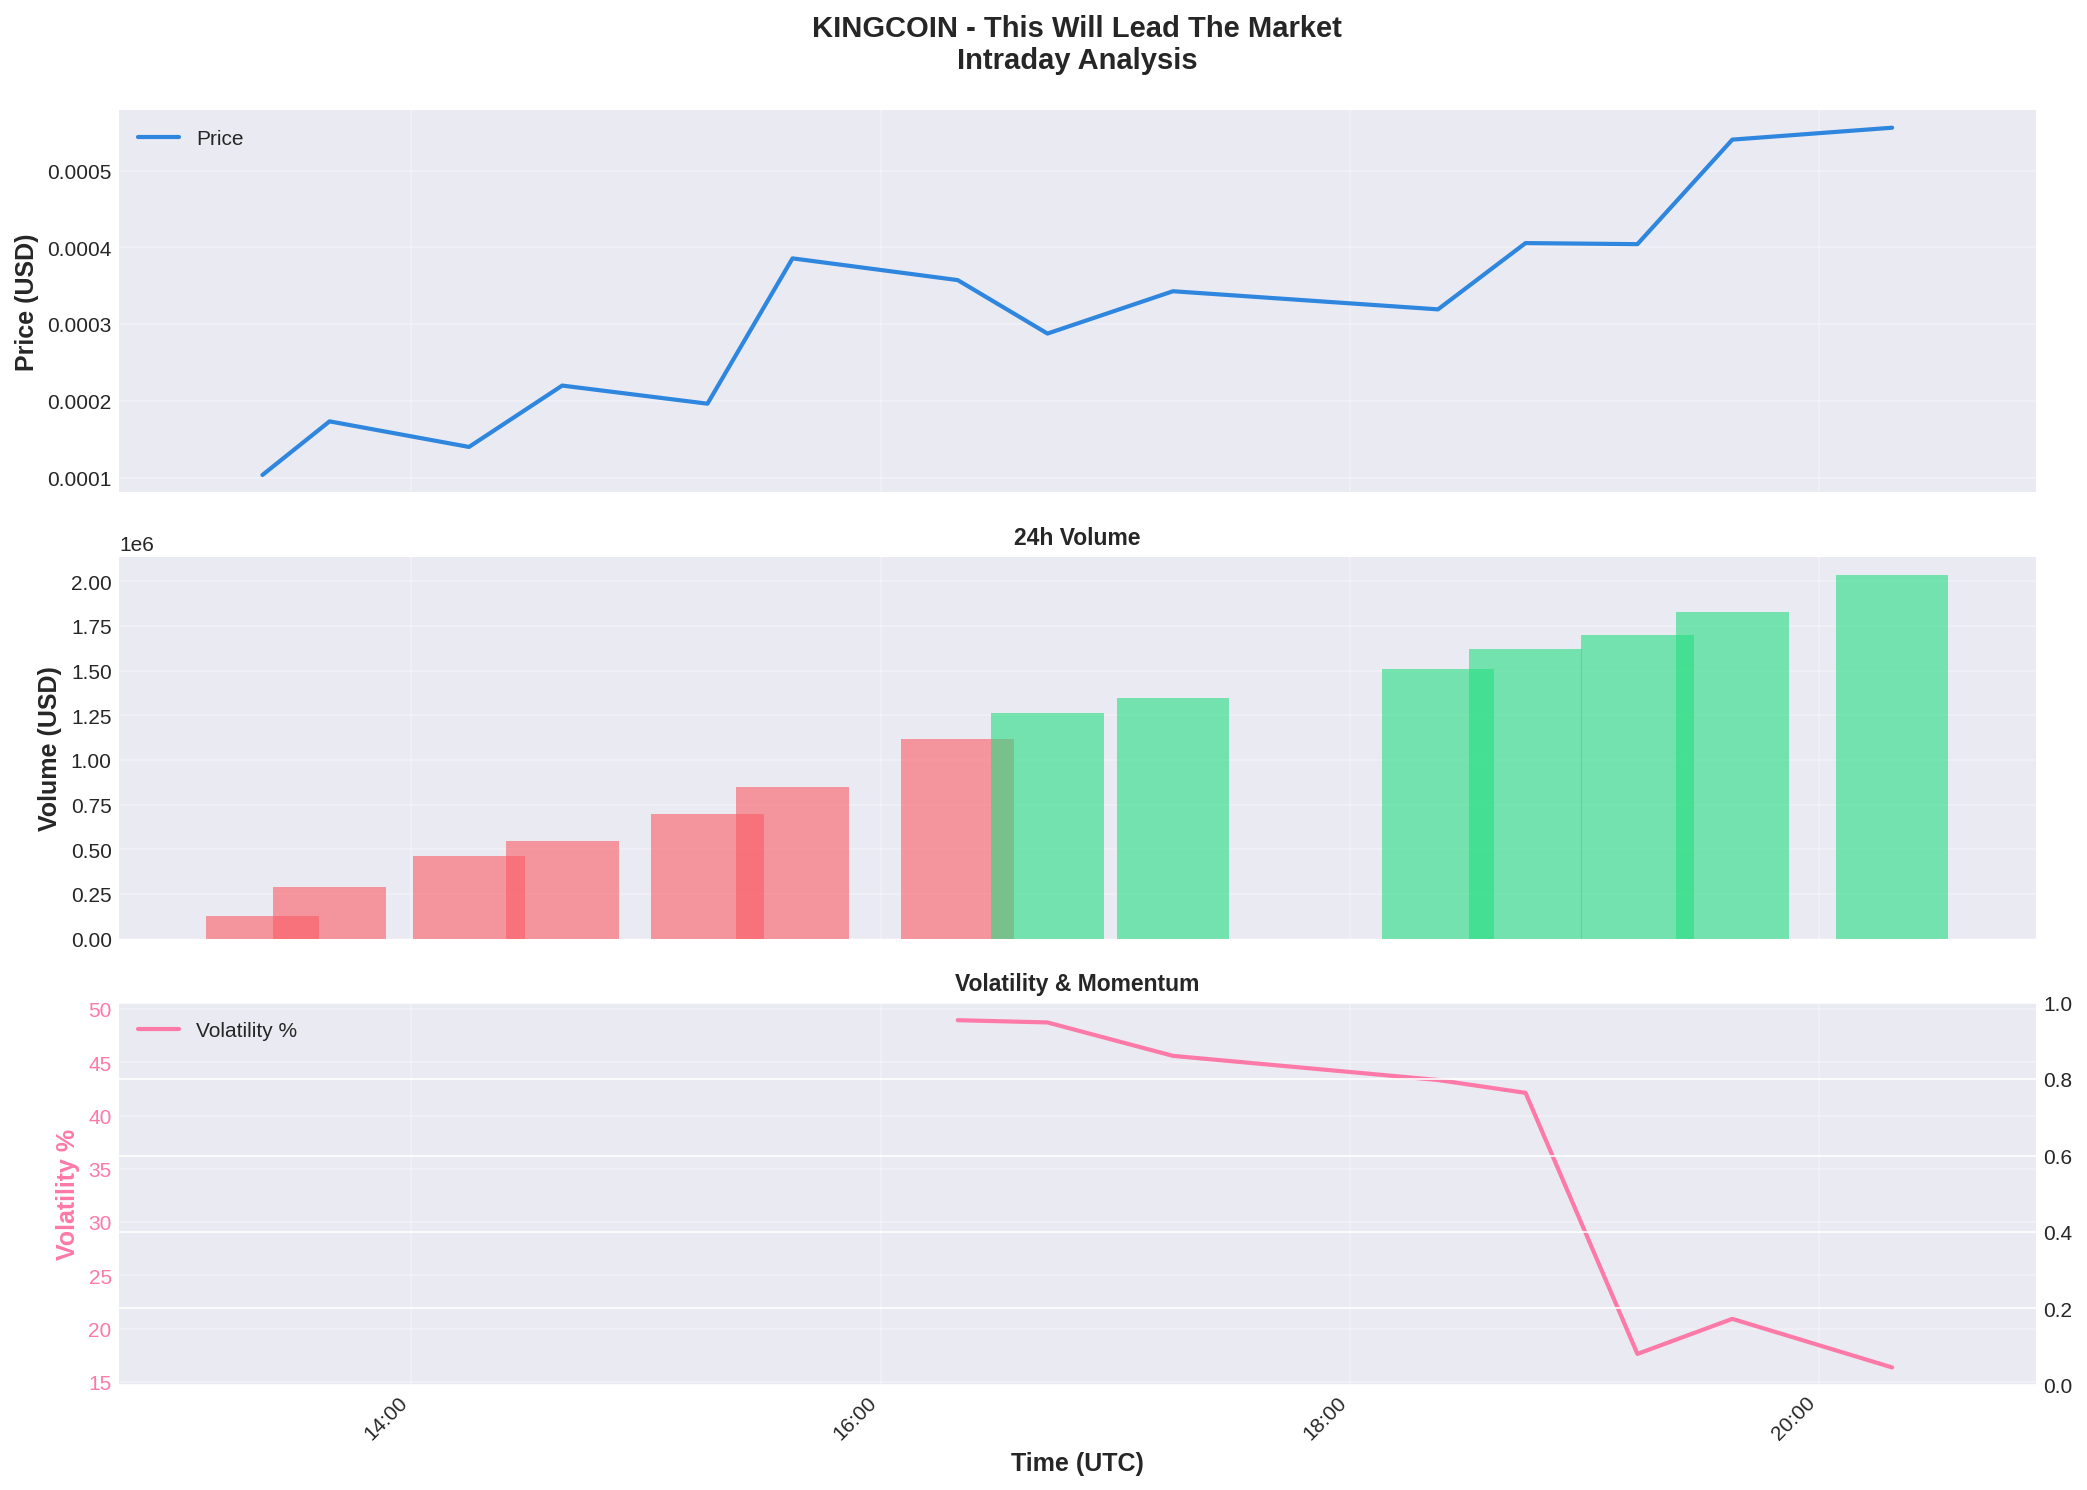 KINGCOIN - This Will Lead The Market
Intraday Analysis
Price
Price (USD)
0.0005
0.0004
0.0003
0.0002
0.0001
24h Volume
1e6
Volume (USD)
2.00
1.75
1.50
1.25
1.00
0.75
0.50
0.25
0.00
Volatility & Momentum
Volatility %
Volatility %
50
45
40
35
30
25
20
15
1.0
0.8
0.6
0.4
0.2
0.0
14:00
16:00
18:00
20:00
Time (UTC)